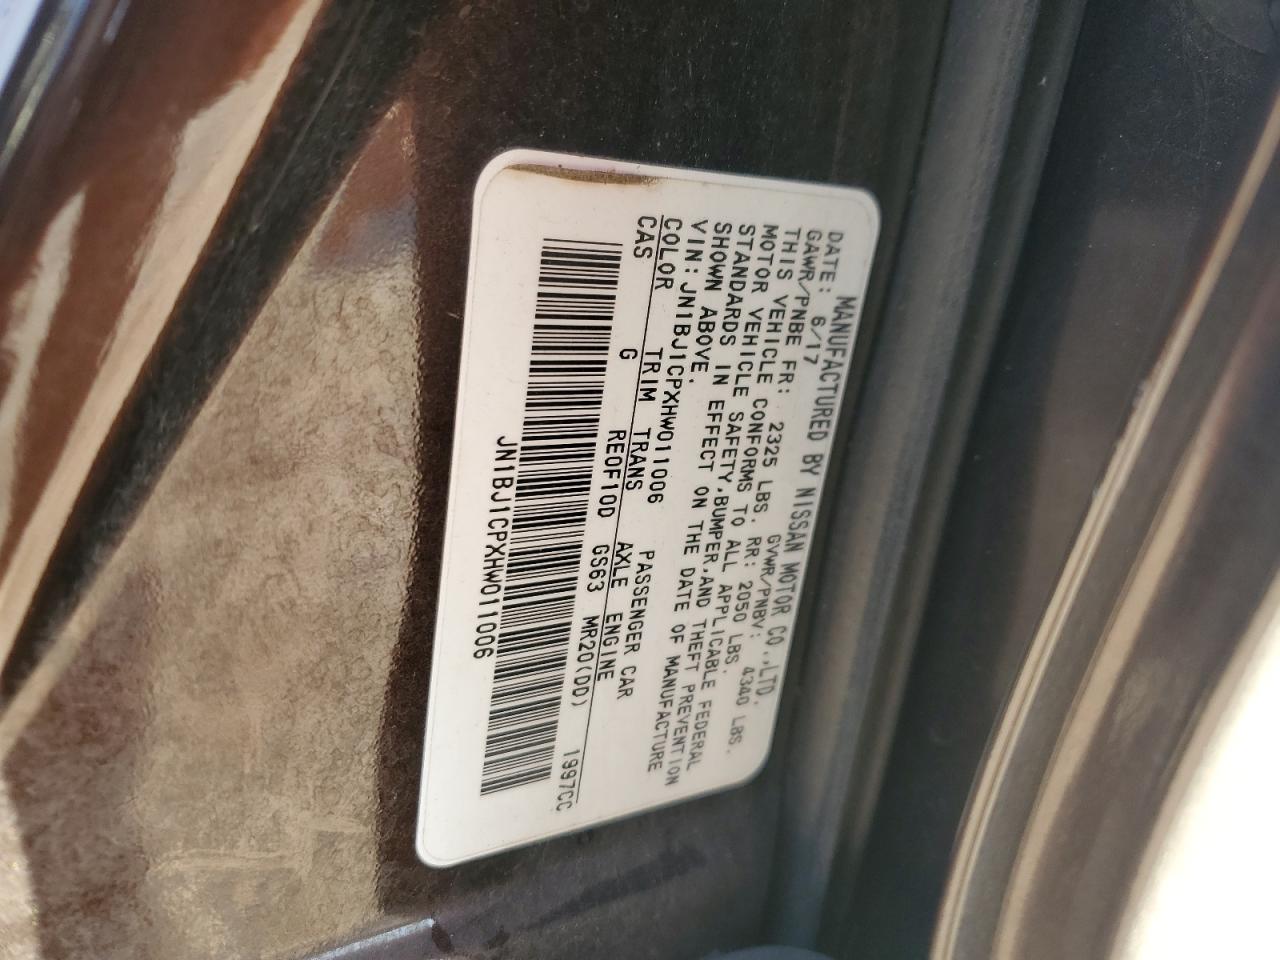 MANUFACTURED BY NISSAN MOTOR CO.,LTD.
DATE: 6/17 GVWR/PNBV: 4340 LBS.
GAWR/PNBE FR: 2325 LBS. RR: 2050 LBS.
THIS VEHICLE CONFORMS TO ALL APPLICABLE FEDERAL
MOTOR VEHICLE SAFETY,BUMPER,AND THEFT PREVENTION
STANDARDS IN EFFECT ON THE DATE OF MANUFACTURE
SHOWN ABOVE.
VIN:JN1BJ1CPXHW011006 PASSENGER CAR
COLOR TRIM TRANS AXLE ENGINE
CAS G RE0F10D GS63 MR20(DD) 1997CC
JN1BJ1CPXHW011006